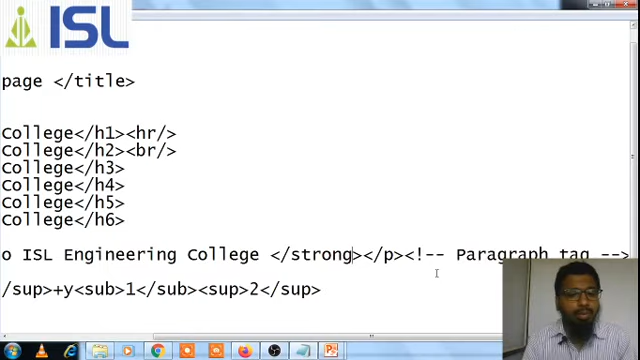 ISL
page </title>
College</h1><hr/>
College</h2><br/>
College</h3>
College</h4>
College</h5>
College</h6>
o ISL Engineering College </strong></p><!-- Paragraph tag -->
/sup>+y<sub>1</sub><sup>2</sup>